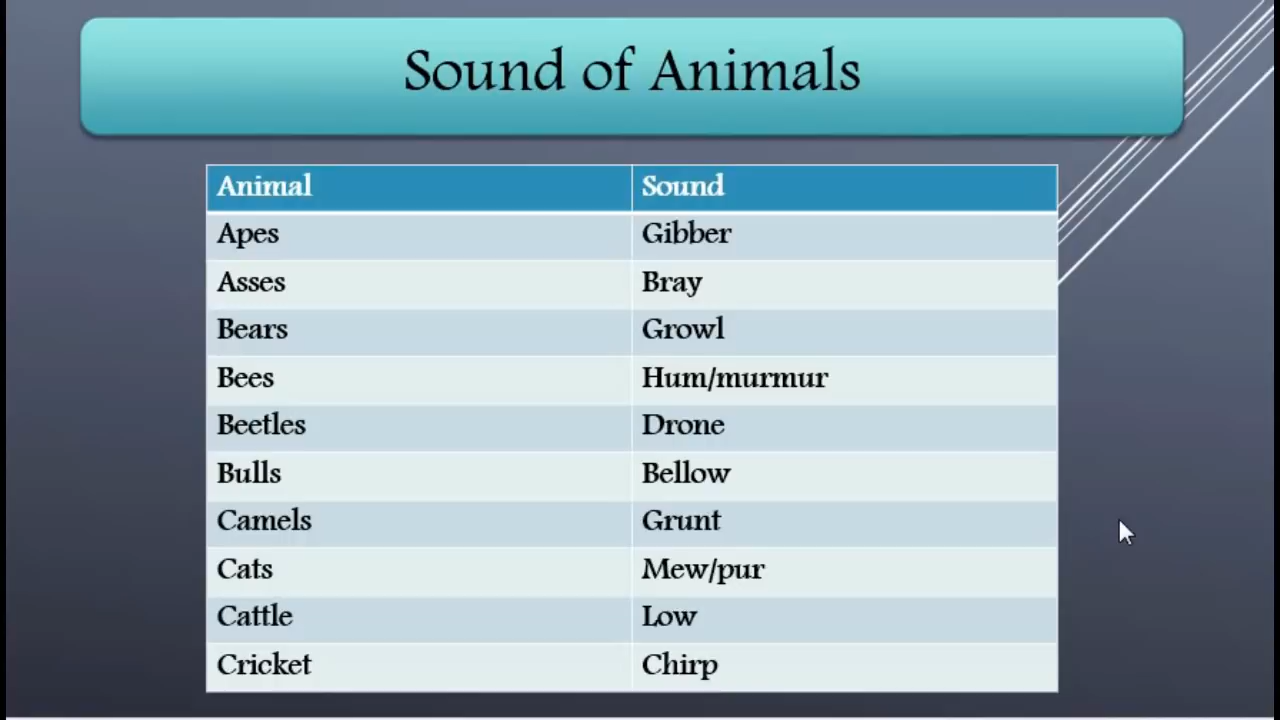 Sound of Animals
Animal Sound
Apes Gibber
Asses Bray
Bears Growl
Bees Hum/murmur
Beetles Drone
Bulls Bellow
Camels Grunt
Cats Mew/pur
Cattle Low
Cricket Chirp